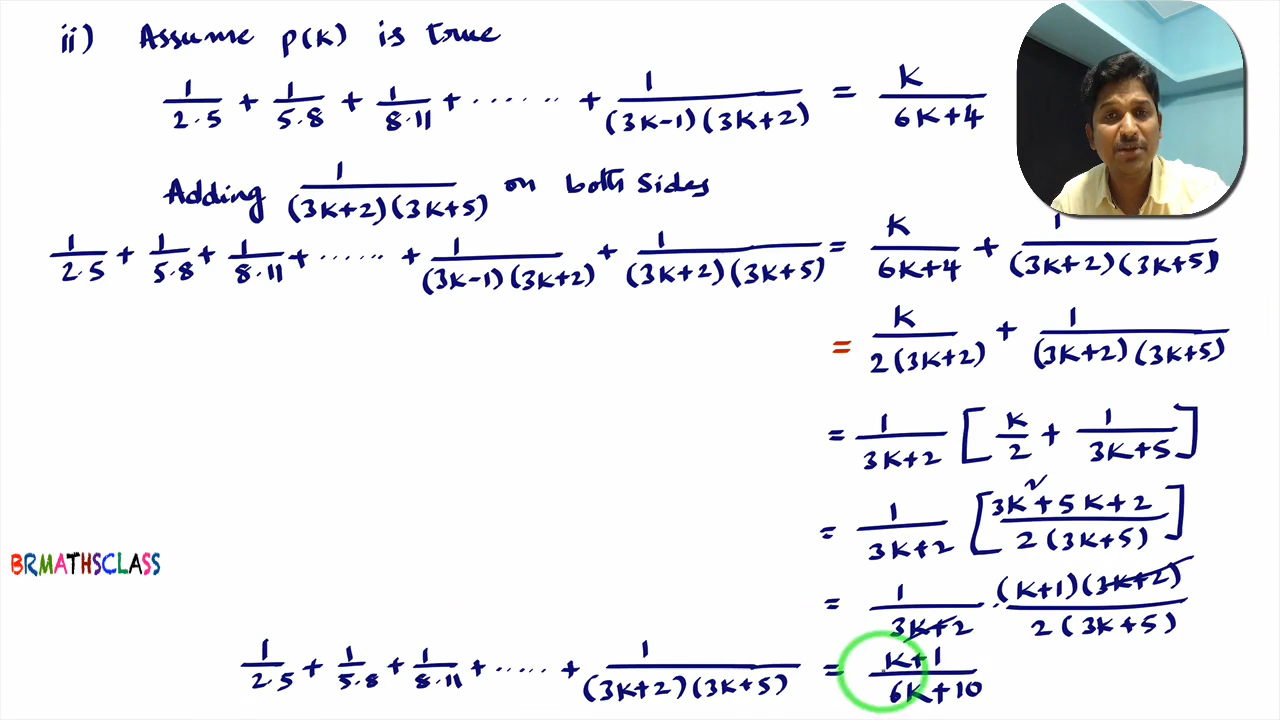 ii) Assume P(K) is true
1/(2·5) + 1/(5·8) + 1/(8·11) + ........ + 1/((3K-1)(3K+2)) = K/(6K+4)
Adding 1/((3K+2)(3K+5)) on both sides
1/(2·5) + 1/(5·8) + 1/(8·11) + ...... + 1/((3K-1)(3K+2)) + 1/((3K+2)(3K+5)) = K/(6K+4) + 1/((3K+2)(3K+5))
= K/(2(3K+2)) + 1/((3K+2)(3K+5))
= 1/(3K+2) [K/2 + 1/(3K+5)]
= 1/(3K+2) [(3K²+5K+2)/(2(3K+5))]
= 1/(3K+2) · ((K+1)(3K+2))/(2(3K+5))
BRMATHSCLASS
1/(2·5) + 1/(5·8) + 1/(8·11) + ...... + 1/((3K+2)(3K+5)) = (K+1)/(6K+10)